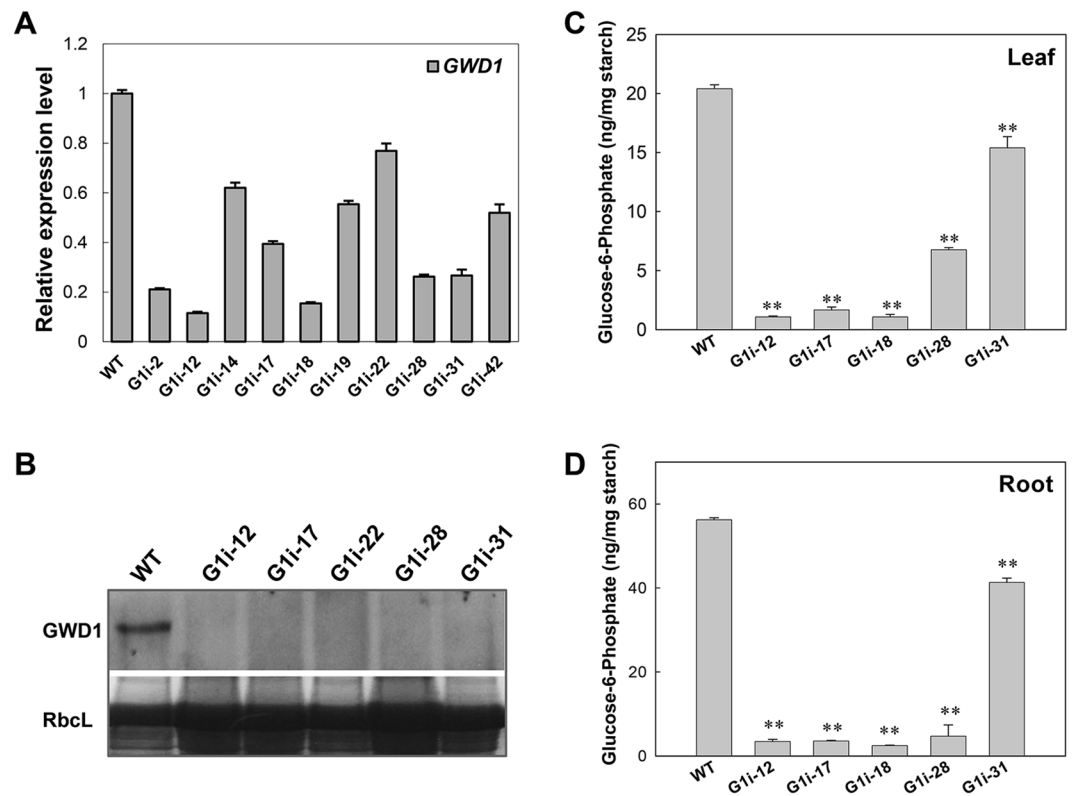 A
Relative expression level
1.2
1
0.8
0.6
0.4
0.2
0
GWD1
WT
G1i-2
G1i-12
G1i-14
G1i-17
G1i-18
G1i-19
G1i-22
G1i-28
G1i-31
G1i-42
B
WT
G1i-12
G1i-17
G1i-22
G1i-28
G1i-31
GWD1
RbcL
C
Glucose-6-Phosphate (ng/mg starch)
25
20
15
10
5
0
Leaf
**
**
**
**
**
WT
G1i-12
G1i-17
G1i-18
G1i-28
G1i-31
D
Glucose-6-Phosphate (ng/mg starch)
60
40
20
0
Root
**
**
**
**
**
WT
G1i-12
G1i-17
G1i-18
G1i-28
G1i-31